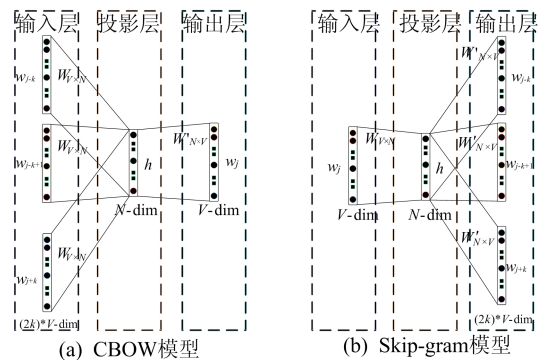 输入层 投影层 输出层
w_{j-k} W_{V×N}
w_{j-k+1} W_{V×N} h W'_{N×V} w_j
N-dim V-dim
w_{j+k} W_{V×N}
(2k)*V-dim
(a) CBOW模型
输入层 投影层 输出层
W'_{N×V} w_{j-k}
w_j W_{V×N} h W'_{N×V} w_{j-k+1}
V-dim N-dim
W'_{N×V} w_{j+k}
(2k)*V-dim
(b) Skip-gram模型